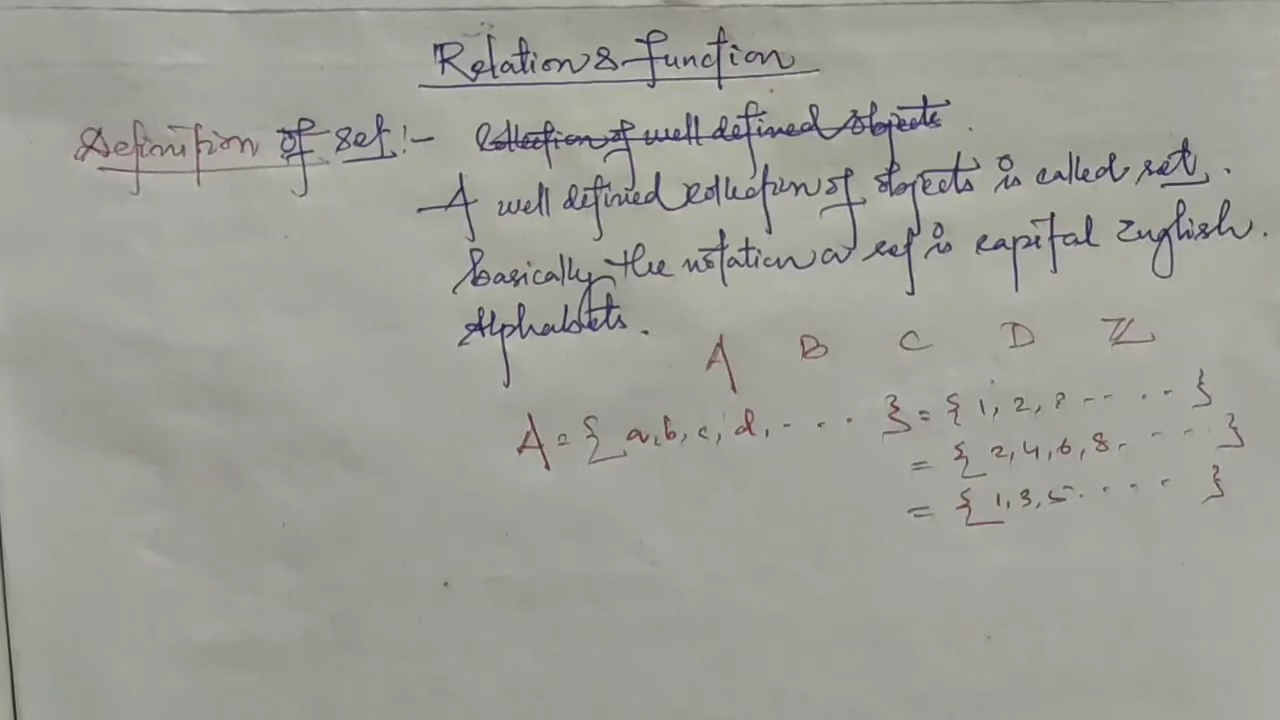 Relation & function
Definition of set:- Collection of well defined objects.
A well defined collection of objects is called set.
basically the notation a set is capital English.
Alphabets.
A B C D Z
A = { a, b, c, d, . . . } = { 1, 2, 3 - - . . . }
= { 2, 4, 6, 8, . . . . }
= { 1, 3, 5 . . . . . }